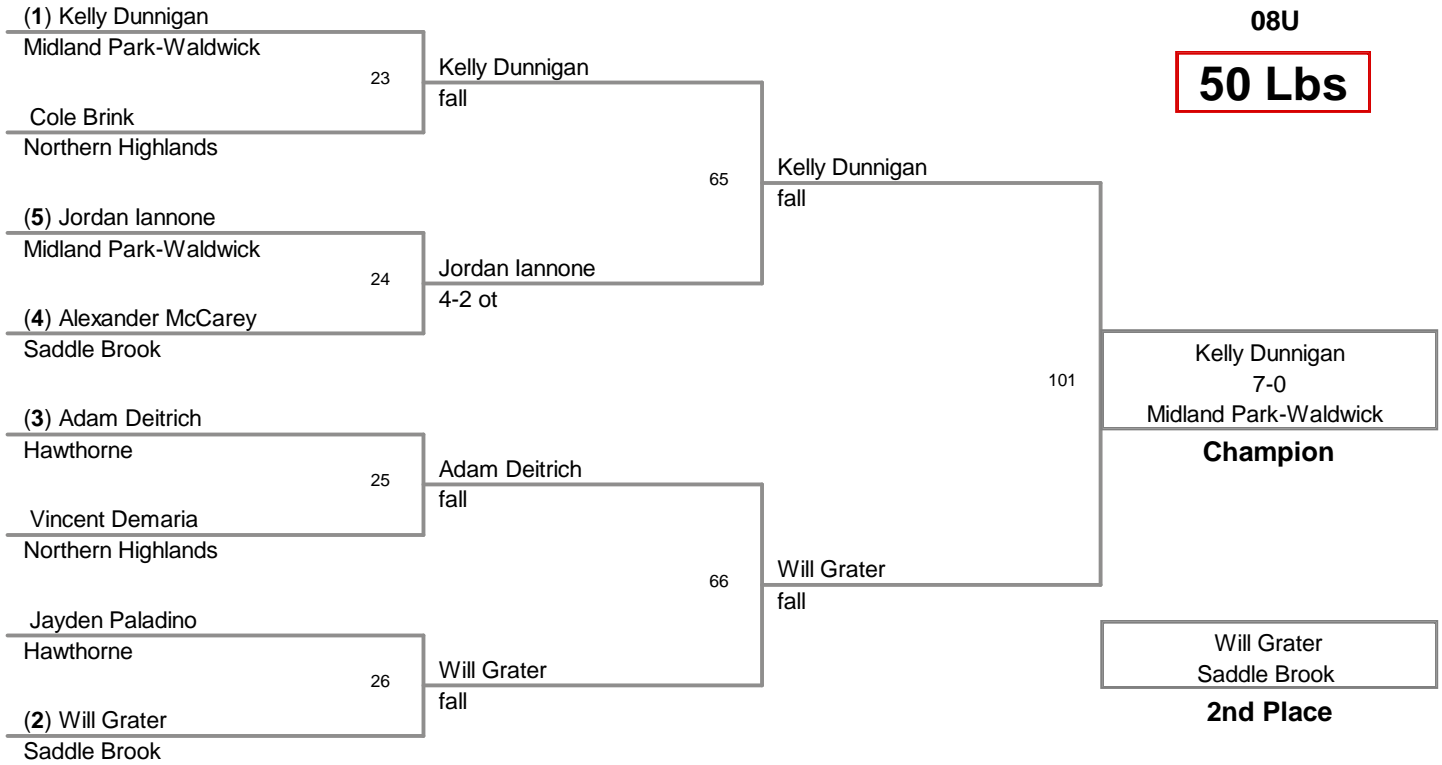 08U
50 Lbs
(1) Kelly Dunnigan
Midland Park-Waldwick
23
Cole Brink
Northern Highlands
Kelly Dunnigan
fall
(5) Jordan Iannone
Midland Park-Waldwick
24
(4) Alexander McCarey
Saddle Brook
Jordan Iannone
4-2 ot
65
Kelly Dunnigan
fall
(3) Adam Deitrich
Hawthorne
25
Vincent Demaria
Northern Highlands
Adam Deitrich
fall
Jayden Paladino
Hawthorne
26
(2) Will Grater
Saddle Brook
Will Grater
fall
66
Will Grater
fall
101
Kelly Dunnigan
7-0
Midland Park-Waldwick
Champion
Will Grater
Saddle Brook
2nd Place